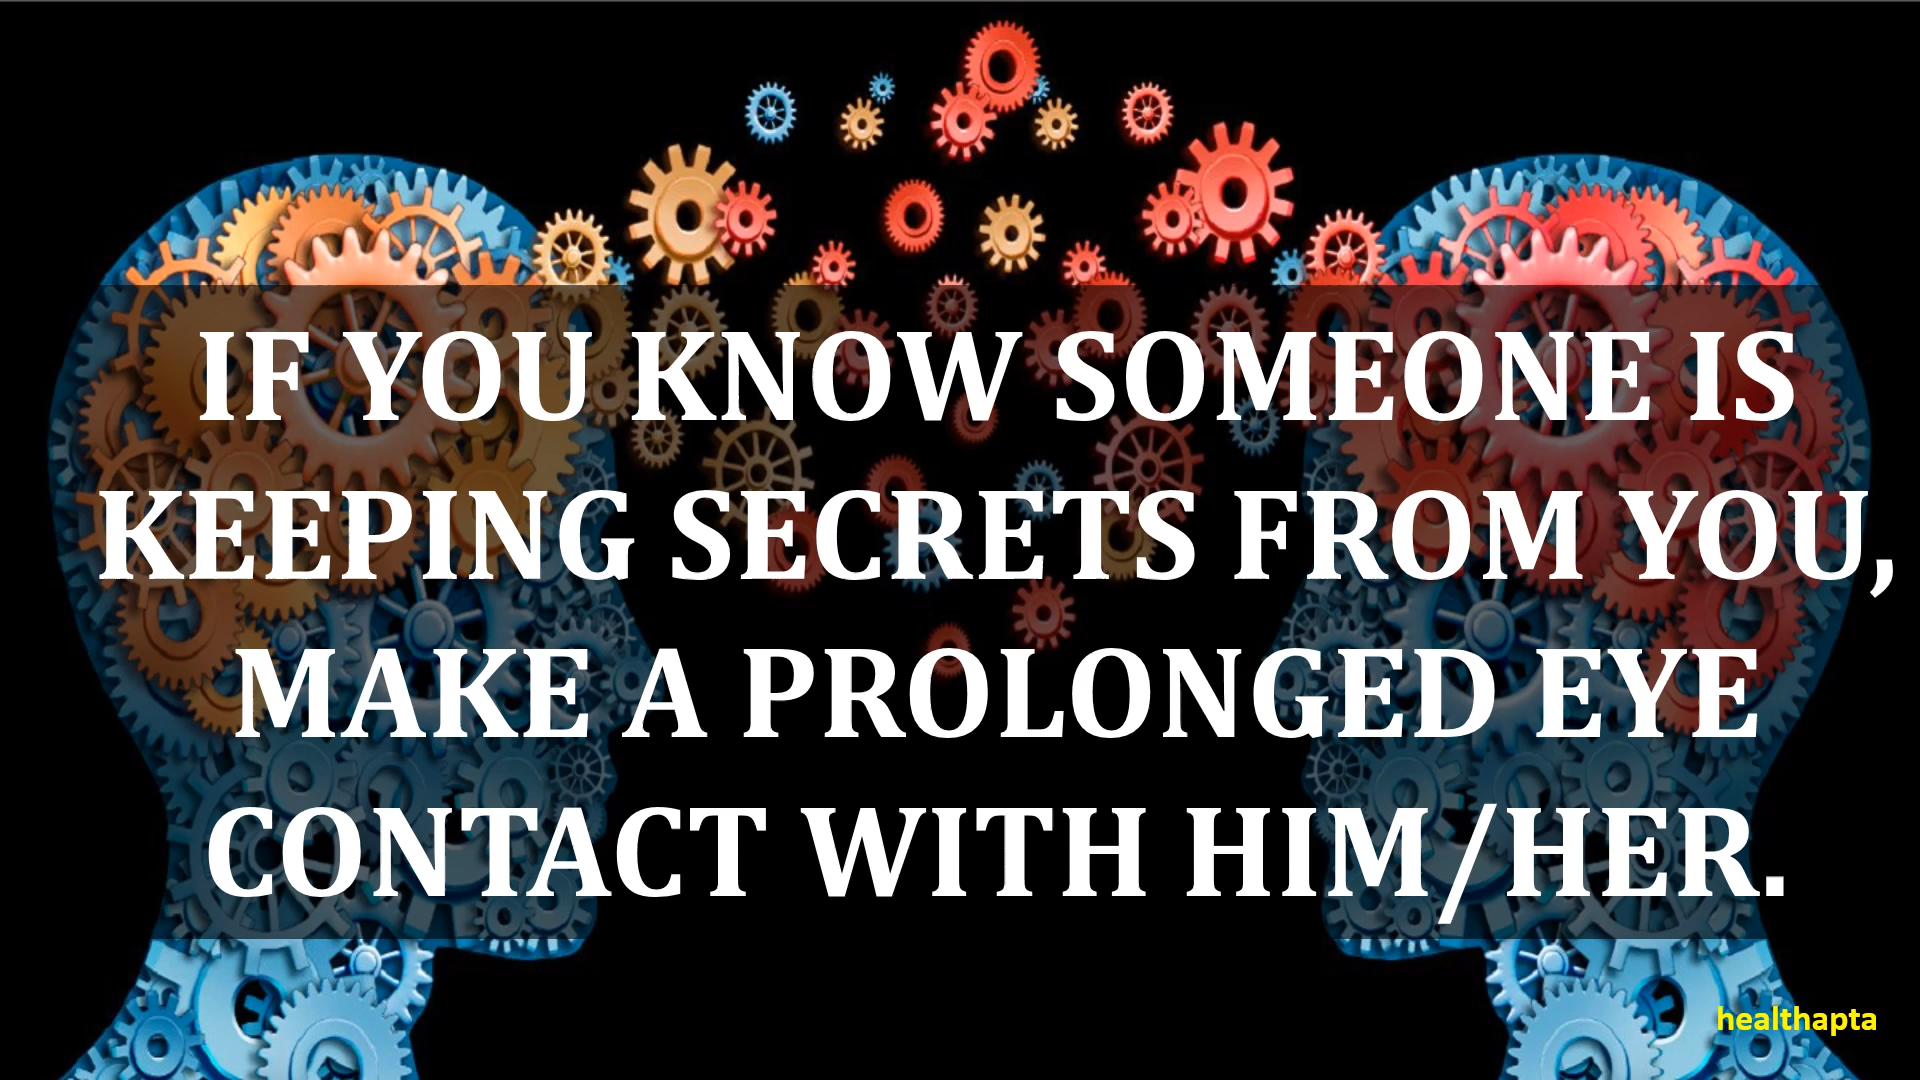 IF YOU KNOW SOMEONE IS
KEEPING SECRETS FROM YOU,
MAKE A PROLONGED EYE
CONTACT WITH HIM/HER.
healthapta